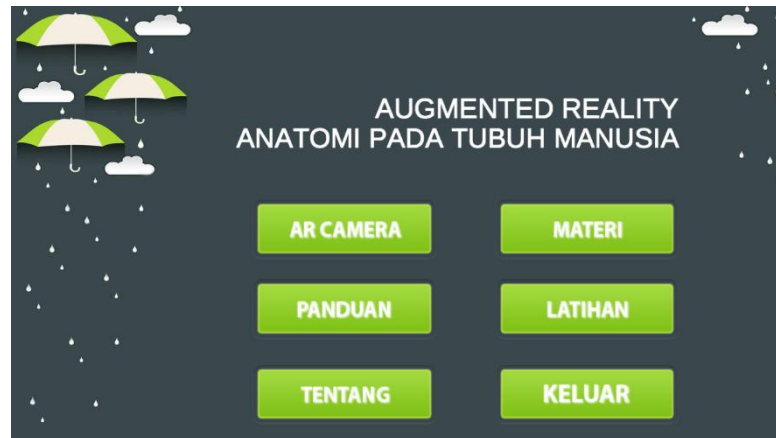 AUGMENTED REALITY
ANATOMI PADA TUBUH MANUSIA
AR CAMERA
MATERI
PANDUAN
LATIHAN
TENTANG
KELUAR